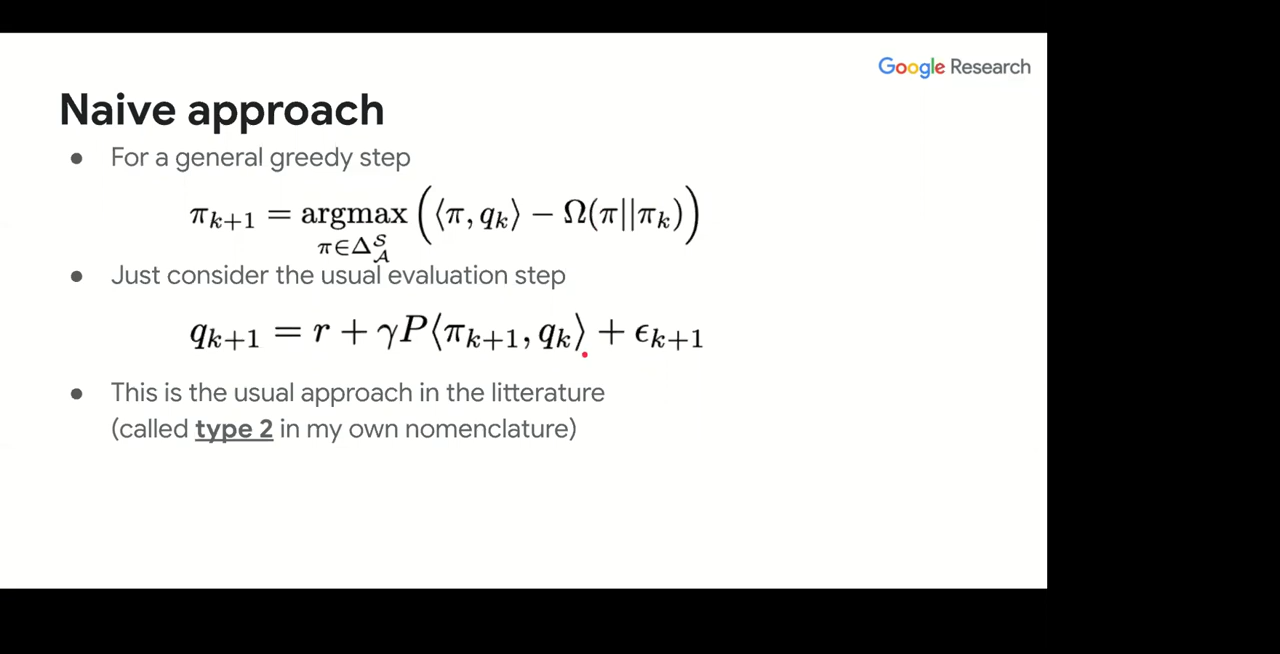 Google Research
Naive approach
● For a general greedy step
π_{k+1} = argmax_{π∈Δ_𝒜^𝒮} (⟨π, q_k⟩ − Ω(π||π_k))
● Just consider the usual evaluation step
q_{k+1} = r + γP⟨π_{k+1}, q_k⟩ + ϵ_{k+1}
● This is the usual approach in the litterature
(called type 2 in my own nomenclature)